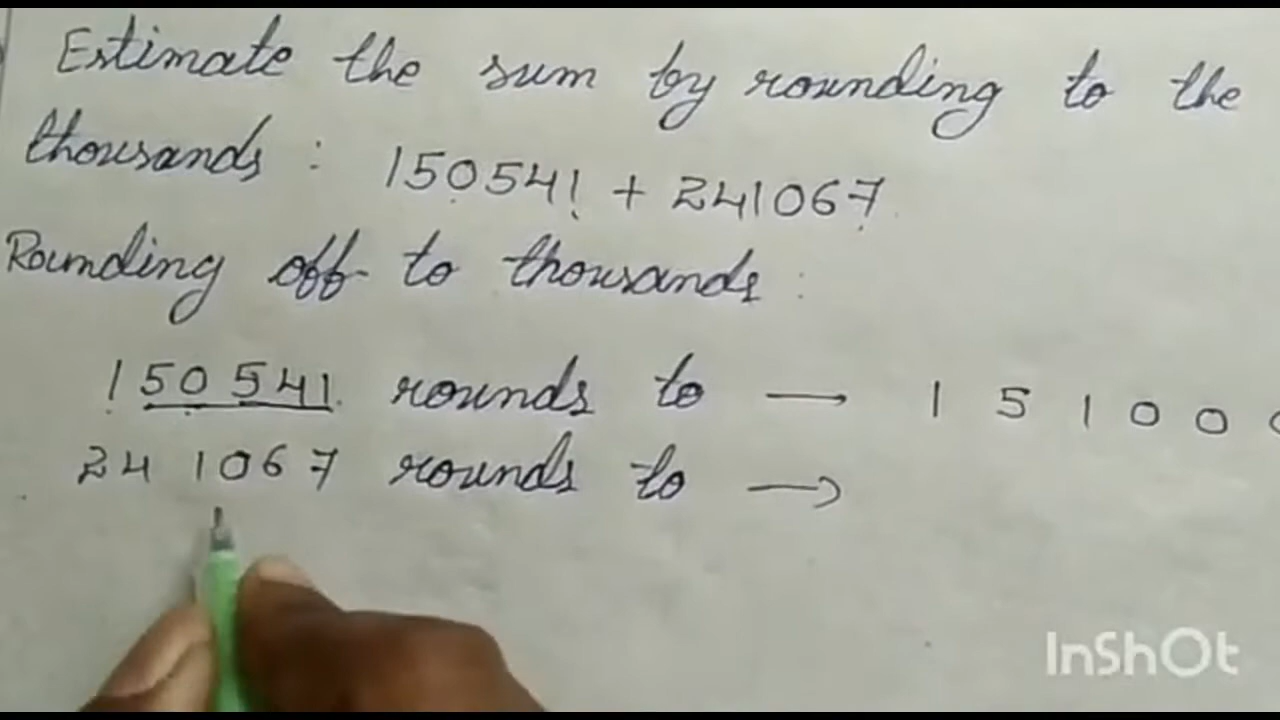 Estimate the sum by rounding to the
thousands : 150541 + 241067
Rounding off to thousands :
150541 rounds to → 15100
241067 rounds to →
InShOt